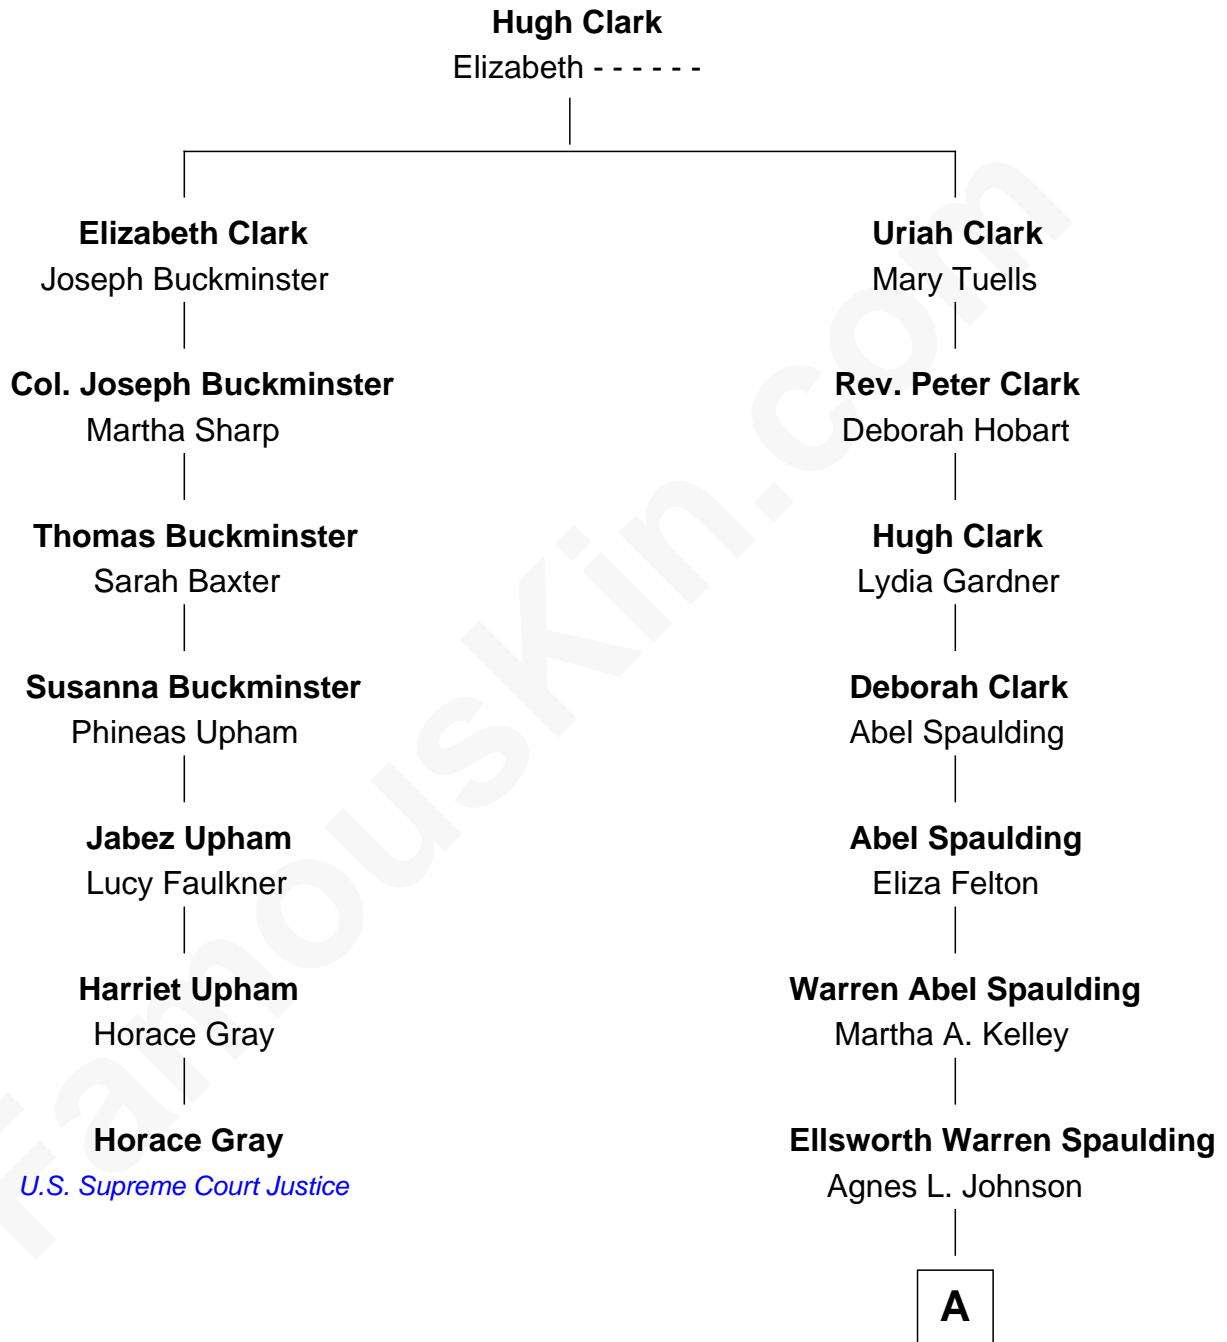 Hugh Clark
Elizabeth - - - - - -
Elizabeth Clark
Joseph Buckminster
Uriah Clark
Mary Tuells
Col. Joseph Buckminster
Martha Sharp
Rev. Peter Clark
Deborah Hobart
Thomas Buckminster
Sarah Baxter
Hugh Clark
Lydia Gardner
Susanna Buckminster
Phineas Upham
Deborah Clark
Abel Spaulding
Jabez Upham
Lucy Faulkner
Abel Spaulding
Eliza Felton
Harriet Upham
Horace Gray
Warren Abel Spaulding
Martha A. Kelley
Horace Gray
U.S. Supreme Court Justice
Ellsworth Warren Spaulding
Agnes L. Johnson
A
FamousKin.com